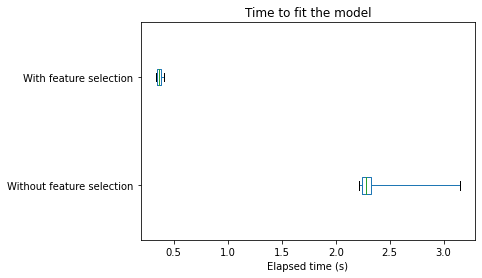 Time to fit the model
With feature selection
Without feature selection
0.5 1.0 1.5 2.0 2.5 3.0
Elapsed time (s)